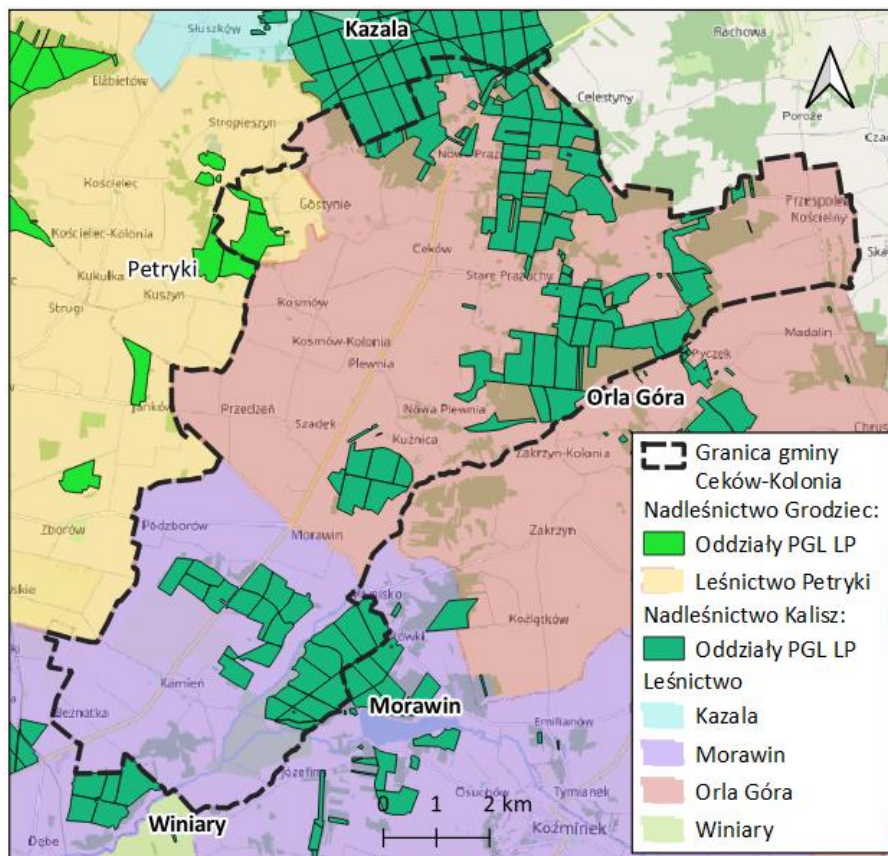 Kazala
Słuszków
Rachowa
Elżbietów
Celestyny
Poroże
Stropieszyn
Kościelec
Gostynie
Przespolew
Kościelny
Kościelec-Kolonia
Ceków
Petryki
Kukułka
Kuszyn
Stare Prażuchy
Strugi
Kosmów
Kosmów-Kolonia
Plewnia
Madalin
Pyczek
Orla Góra
Janków
Przedzeń
Nowa Plewnia
Szadek
Kuźnica
Zakrzyn-Kolonia
Zborów
Podzborów
Morawin
Zakrzyn
Koźlątków
Kamień
Beznatka
Morawin
Emilianów
Józefina
Osuchów
Tymianek
Winiary
Dębe
Koźminek
0 1 2 km
Granica gminy
Ceków-Kolonia
Nadleśnictwo Grodziec:
Oddziały PGL LP
Leśnictwo Petryki
Nadleśnictwo Kalisz:
Oddziały PGL LP
Leśnictwo
Kazala
Morawin
Orla Góra
Winiary